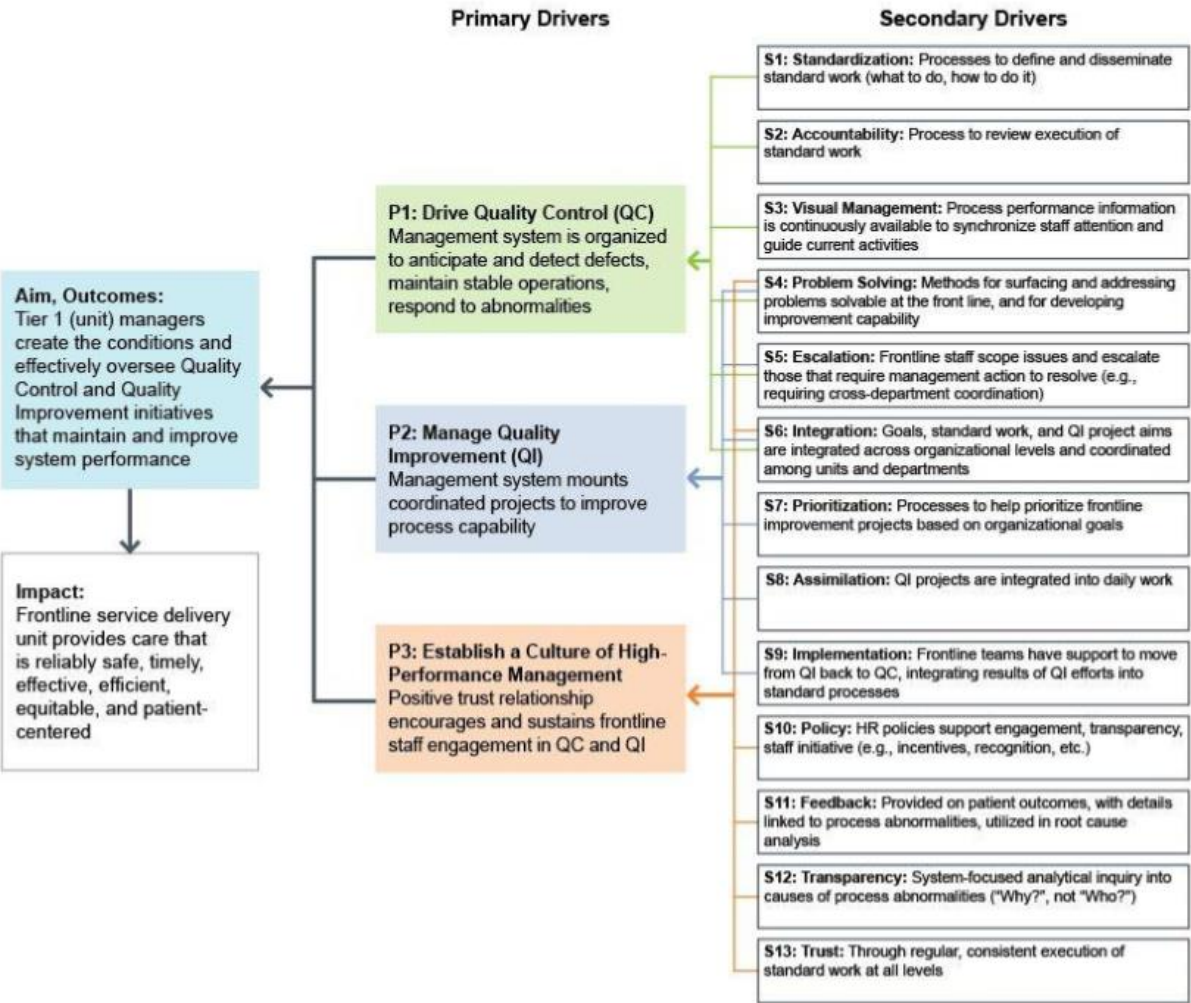 Primary Drivers
Secondary Drivers
Aim, Outcomes:
Tier 1 (unit) managers
create the conditions and
effectively oversee Quality
Control and Quality
Improvement initiatives
that maintain and improve
system performance
Impact:
Frontline service delivery
unit provides care that
is reliably safe, timely,
effective, efficient,
equitable, and patient-
centered
P1: Drive Quality Control (QC)
Management system is organized
to anticipate and detect defects,
maintain stable operations,
respond to abnormalities
P2: Manage Quality
Improvement (QI)
Management system mounts
coordinated projects to improve
process capability
P3: Establish a Culture of High-
Performance Management
Positive trust relationship
encourages and sustains frontline
staff engagement in QC and QI
S1: Standardization: Processes to define and disseminate
standard work (what to do, how to do it)
S2: Accountability: Process to review execution of
standard work
S3: Visual Management: Process performance information
is continuously available to synchronize staff attention and
guide current activities
S4: Problem Solving: Methods for surfacing and addressing
problems solvable at the front line, and for developing
improvement capability
S5: Escalation: Frontline staff scope issues and escalate
those that require management action to resolve (e.g.,
requiring cross-department coordination)
S6: Integration: Goals, standard work, and QI project aims
are integrated across organizational levels and coordinated
among units and departments
S7: Prioritization: Processes to help prioritize frontline
improvement projects based on organizational goals
S8: Assimilation: QI projects are integrated into daily work
S9: Implementation: Frontline teams have support to move
from QI back to QC, integrating results of QI efforts into
standard processes
S10: Policy: HR policies support engagement, transparency,
staff initiative (e.g., incentives, recognition, etc.)
S11: Feedback: Provided on patient outcomes, with details
linked to process abnormalities, utilized in root cause
analysis
S12: Transparency: System-focused analytical inquiry into
causes of process abnormalities ("Why?", not "Who?")
S13: Trust: Through regular, consistent execution of
standard work at all levels